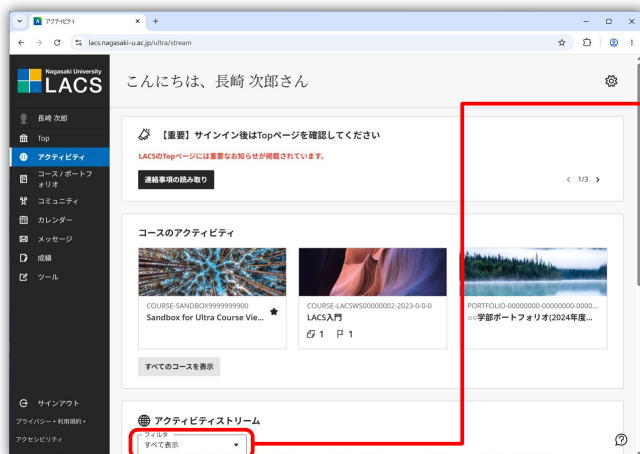 アクティビティ
lacs.nagasaki-u.ac.jp/ultra/stream
Nagasaki University
LACS
こんにちは、長崎 次郎さん
長崎 次郎
Top
アクティビティ
コース / ポートフ
ォリオ
コミュニティ
カレンダー
メッセージ
成績
ツール
サインアウト
プライバシー・利用規約・
アクセシビリティ
【重要】サインイン後はTopページを確認してください
LACSのTopページには重要なお知らせが掲載されています。
連絡事項の読み取り
1/3
コースのアクティビティ
COURSE-SANDBOX9999999900
Sandbox for Ultra Course Vie...
COURSE-LACSWS00000002-2023-0-0-0
LACS入門
1
1
PORTFOLIO-00000000-00000000-0000...
○○学部ポートフォリオ(2024年度...
すべてのコースを表示
アクティビティストリーム
フィルタ
すべて表示